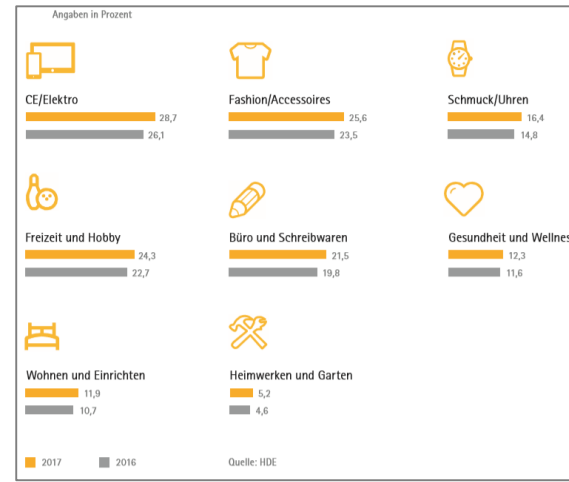 Angaben in Prozent
CE/Elektro
28,7
26,1
Fashion/Accessoires
25,6
23,5
Schmuck/Uhren
16,4
14,8
Freizeit und Hobby
24,3
22,7
Büro und Schreibwaren
21,5
19,8
Gesundheit und Wellnes
12,3
11,6
Wohnen und Einrichten
11,9
10,7
Heimwerken und Garten
5,2
4,6
2017 2016 Quelle: HDE